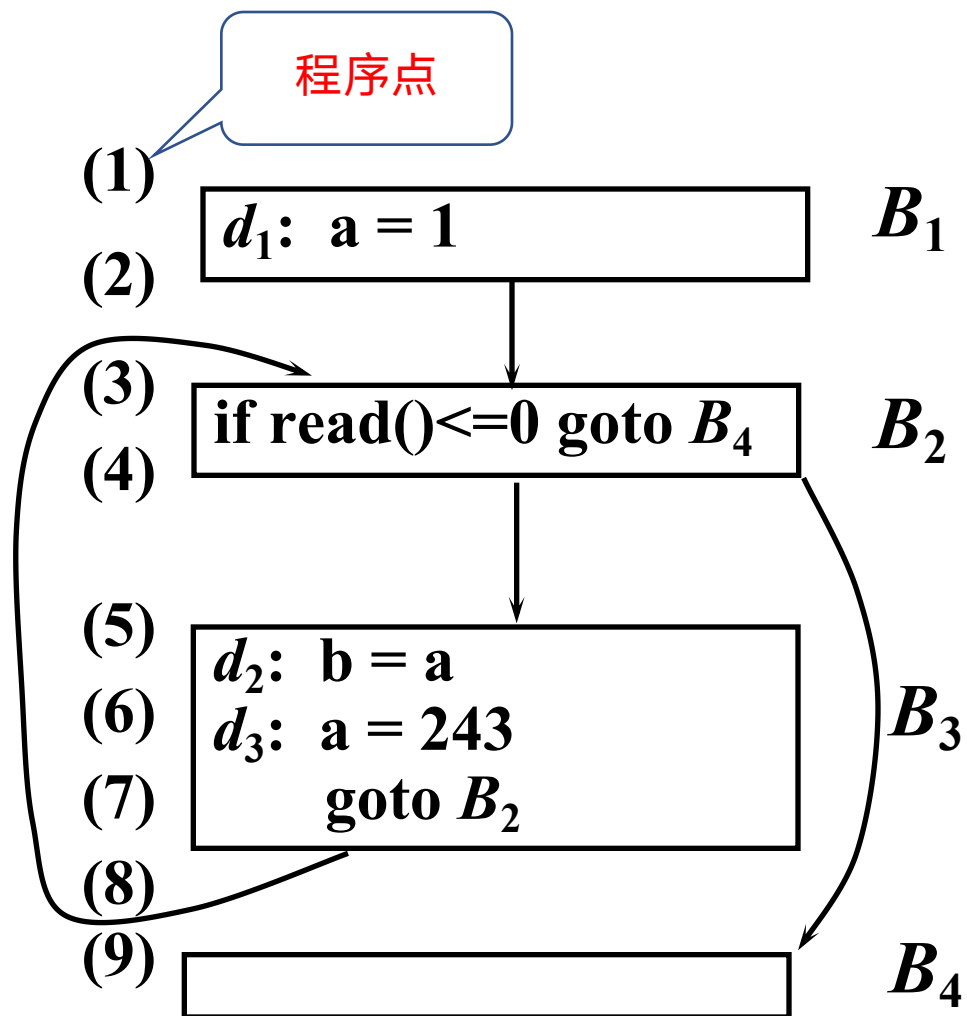 程序点
(1)
d₁: a = 1 B₁
(2)
(3)
if read()<=0 goto B₄ B₂
(4)
(5)
d₂: b = a
(6)
d₃: a = 243 B₃
(7)
goto B₂
(8)
(9)
B₄